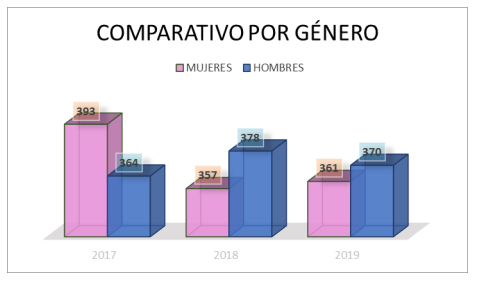 COMPARATIVO POR GÉNERO
MUJERES HOMBRES
393
364
357
378
361
370
2017 2018 2019